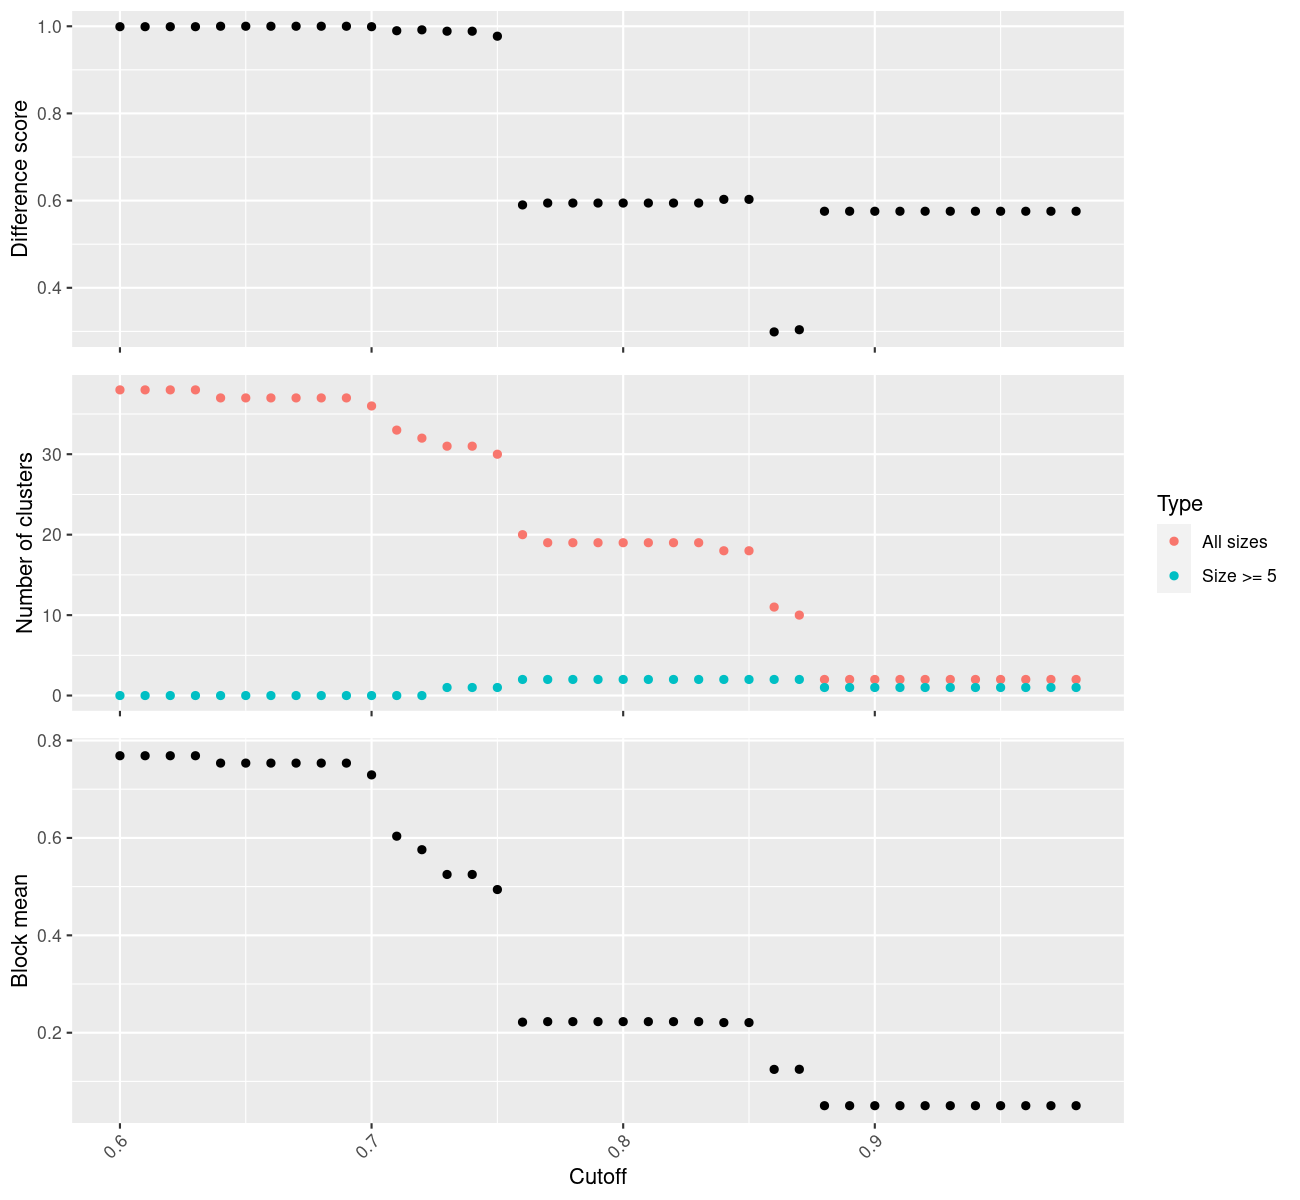 1.0
0.8
0.6
0.4
Difference score
30
20
10
0
Number of clusters
Type
All sizes
Size >= 5
0.8
0.6
0.4
0.2
Block mean
0.6
0.7
0.8
0.9
Cutoff